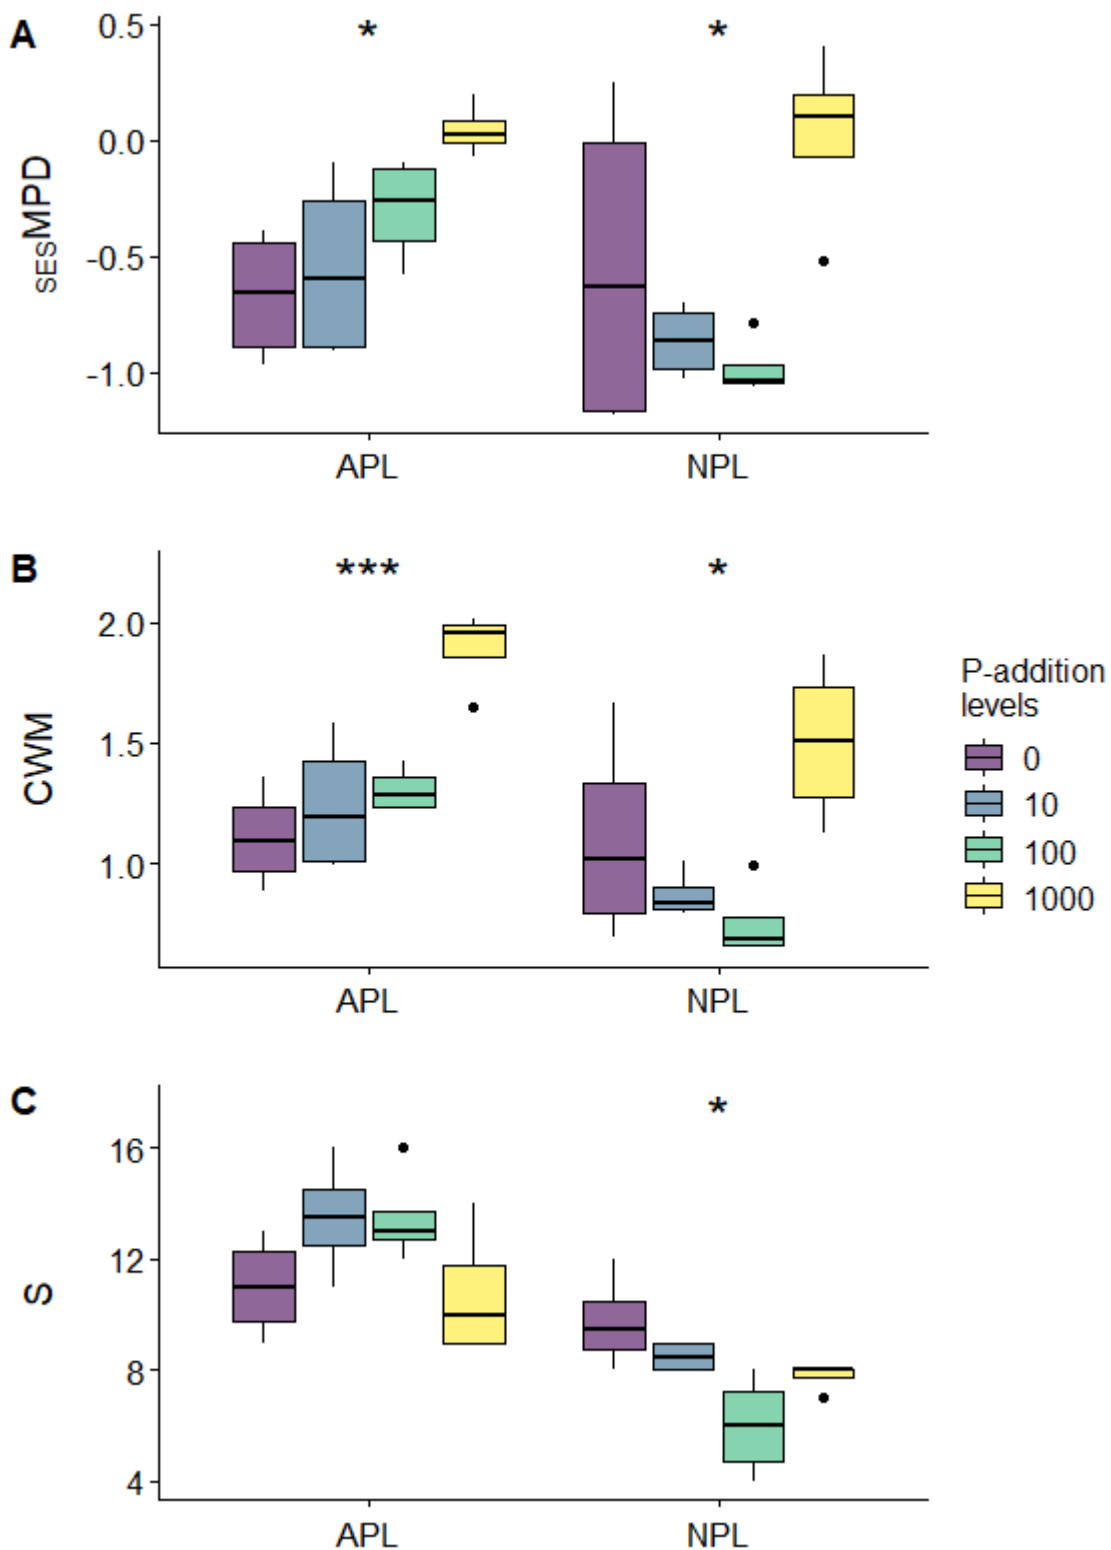 A
0.5
*
*
0.0
-0.5
-1.0
SESMPD
APL
NPL
B
***
*
2.0
1.5
1.0
CWM
APL
NPL
P-addition
levels
0
10
100
1000
C
*
16
12
8
4
S
APL
NPL